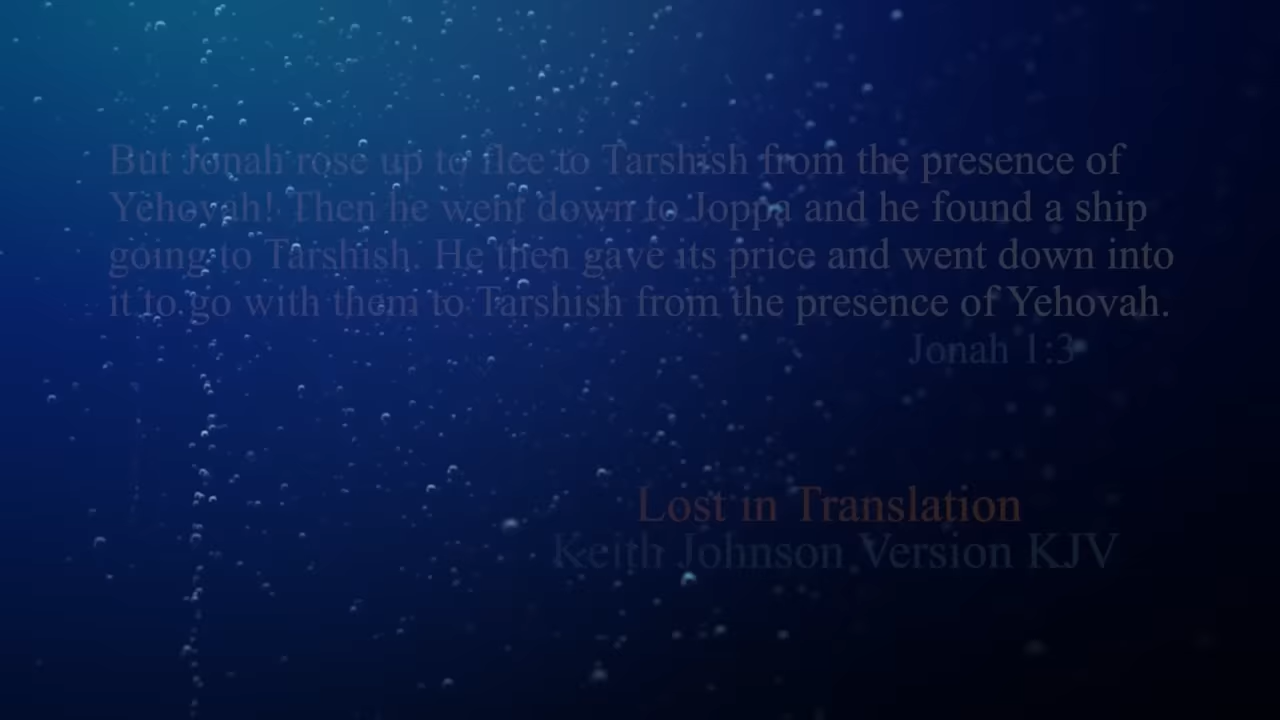 But Jonah rose up to flee to Tarshish from the presence of
Yehovah! Then he went down to Joppa and he found a ship
going to Tarshish. He then gave its price and went down into
it to go with them to Tarshish from the presence of Yehovah.
Jonah 1:3
Lost in Translation
Keith Johnson Version KJV